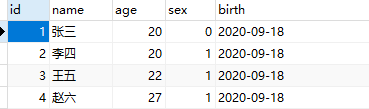 id name age sex birth
1 张三 20 0 2020-09-18
2 李四 20 1 2020-09-18
3 王五 22 1 2020-09-18
4 赵六 27 1 2020-09-18